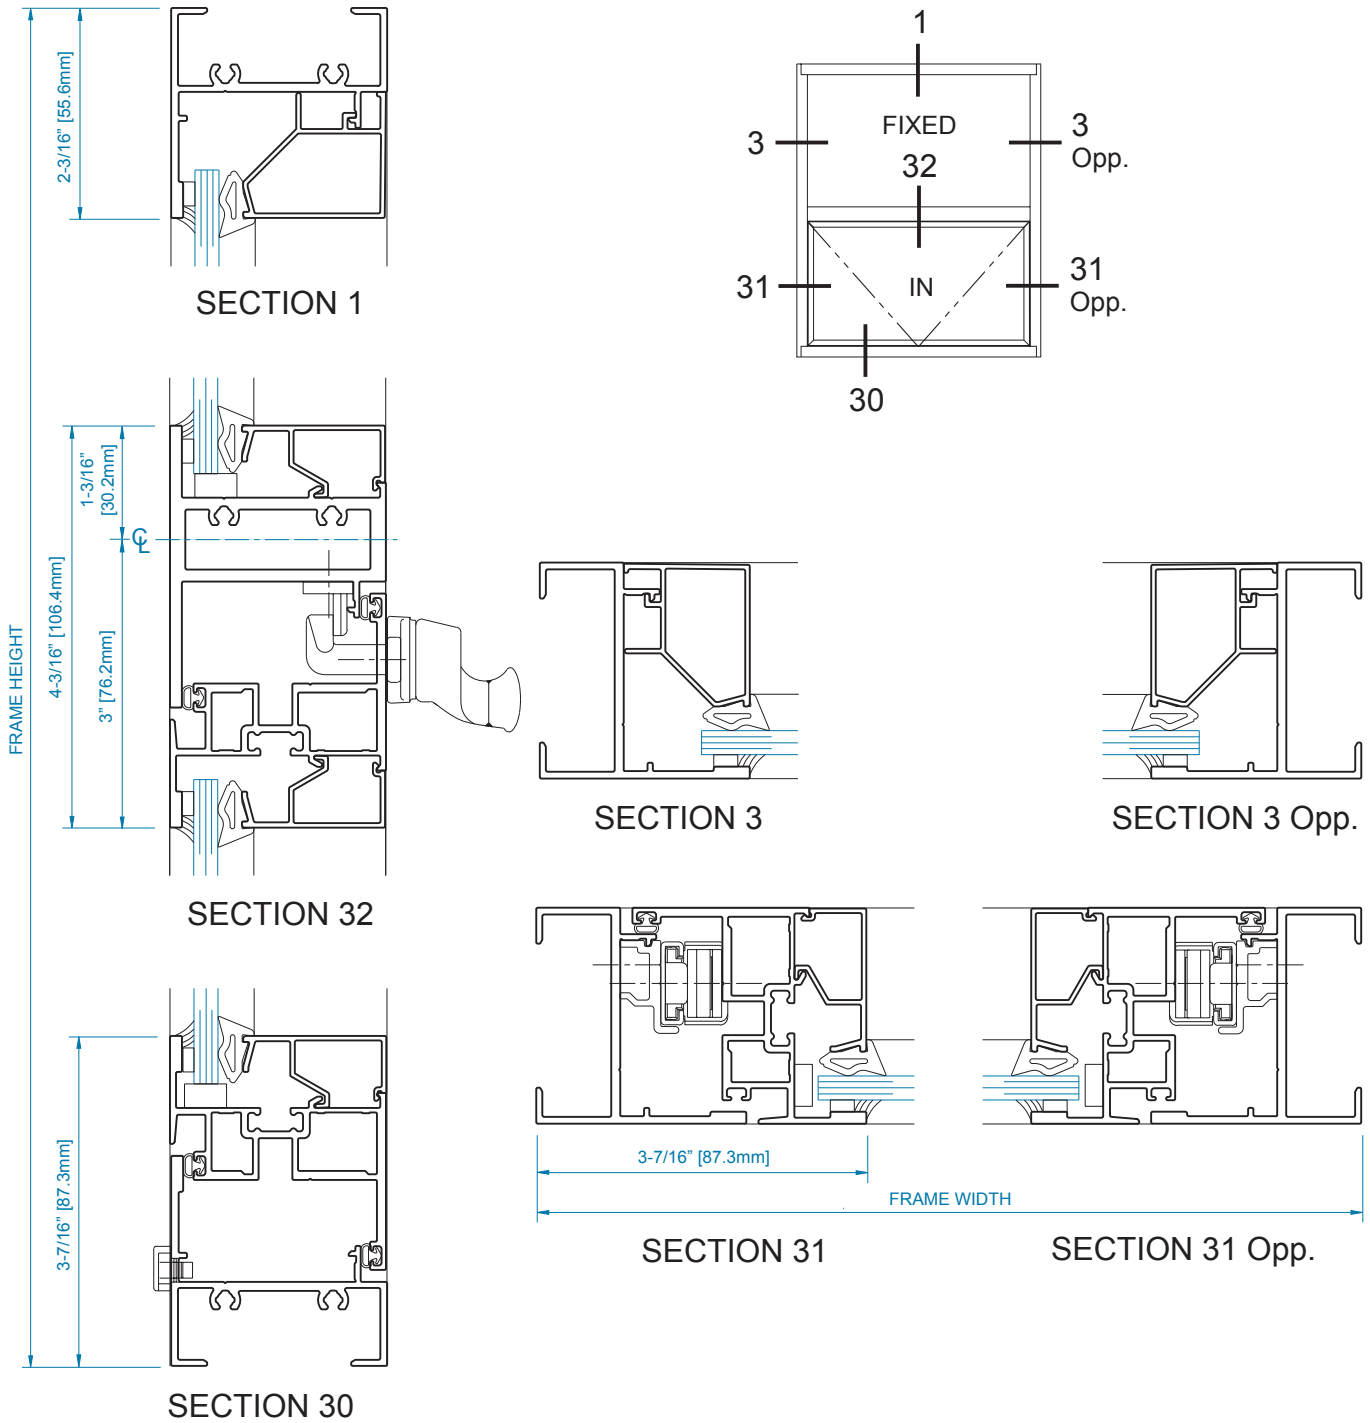 FRAME HEIGHT
2-3/16” [55.6mm]
SECTION 1
1
FIXED
3
3
Opp.
32
31
IN
31
Opp.
30
1-3/16”
[30.2mm]
CL
4-3/16” [106.4mm]
3” [76.2mm]
SECTION 32
SECTION 3
SECTION 3 Opp.
3-7/16” [87.3mm]
SECTION 30
3-7/16” [87.3mm]
FRAME WIDTH
SECTION 31
SECTION 31 Opp.